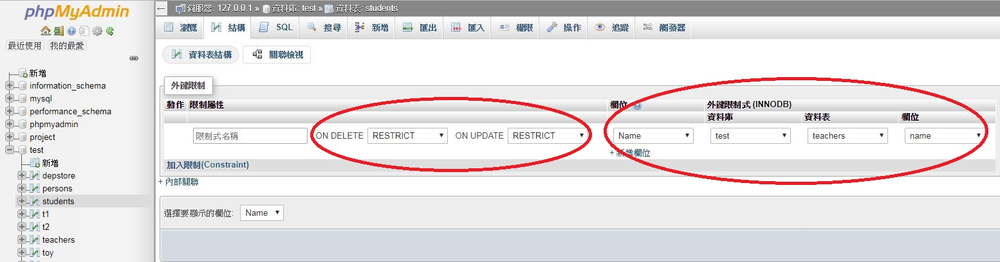 phpMyAdmin
最近使用 我的最愛
新增
information_schema
mysql
performance_schema
phpmyadmin
project
test
新增
depstore
persons
students
t1
t2
teachers
toy
伺服器: 127.0.0.1 » 資料庫: test » 資料表: students
瀏覽 結構 SQL 搜尋 新增 匯出 匯入 權限 操作 追蹤 觸發器
資料表結構 關聯檢視
外鍵限制
動作 限制屬性 欄位 外鍵限制式 (INNODB)
資料庫 資料表 欄位
限制式名稱 ON DELETE RESTRICT ON UPDATE RESTRICT Name test teachers name
+ 新增欄位
加入限制(Constraint)
+ 內部關聯
選擇要顯示的欄位: Name